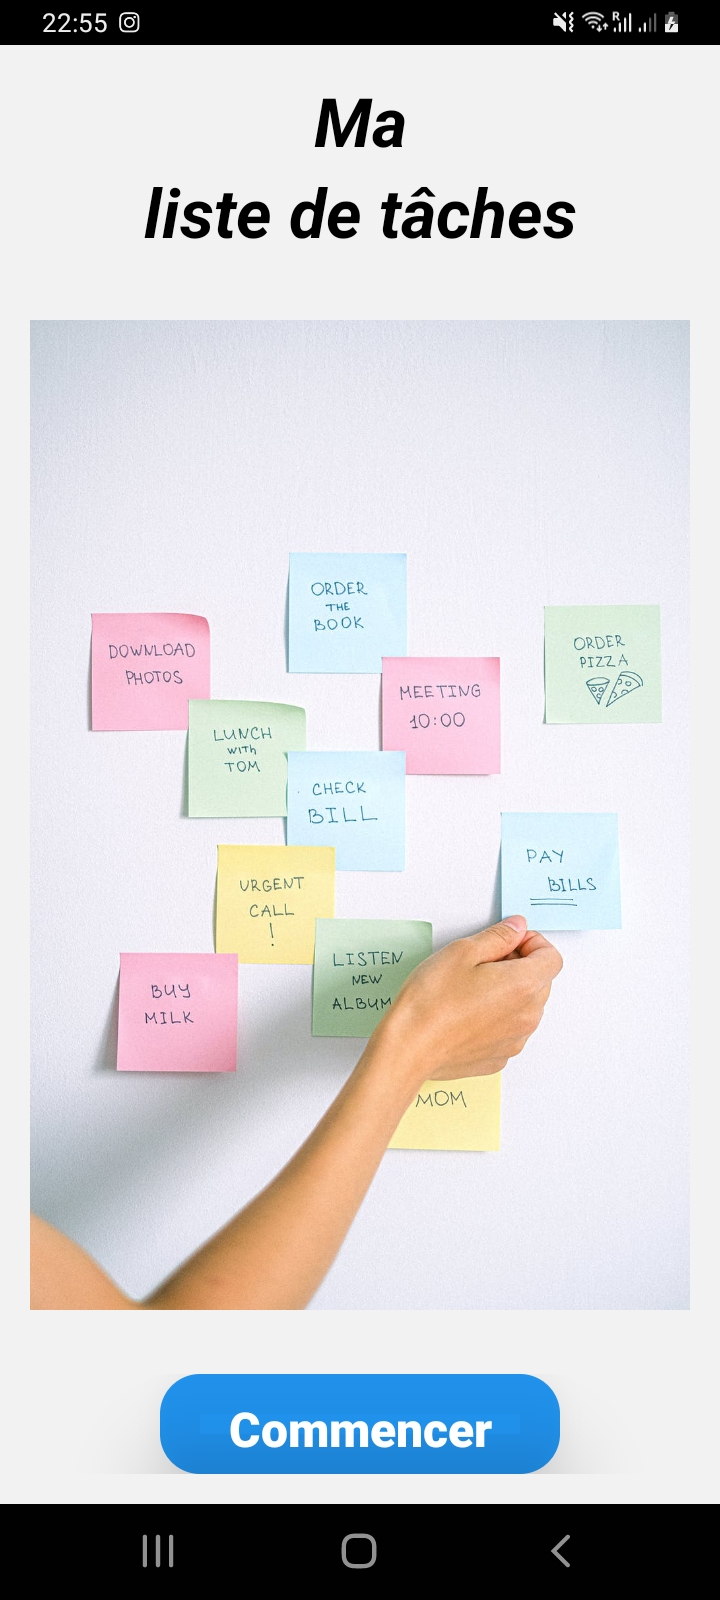 22:55
R
Ma
liste de tâches
ORDER
THE
BOOK
DOWNLOAD
PHOTOS
ORDER
PIZZA
MEETING
10:00
LUNCH
with
TOM
CHECK
BILL
PAY
BILLS
URGENT
CALL
!
LISTEN
NEW
ALBUM
BUY
MILK
MOM
Commencer